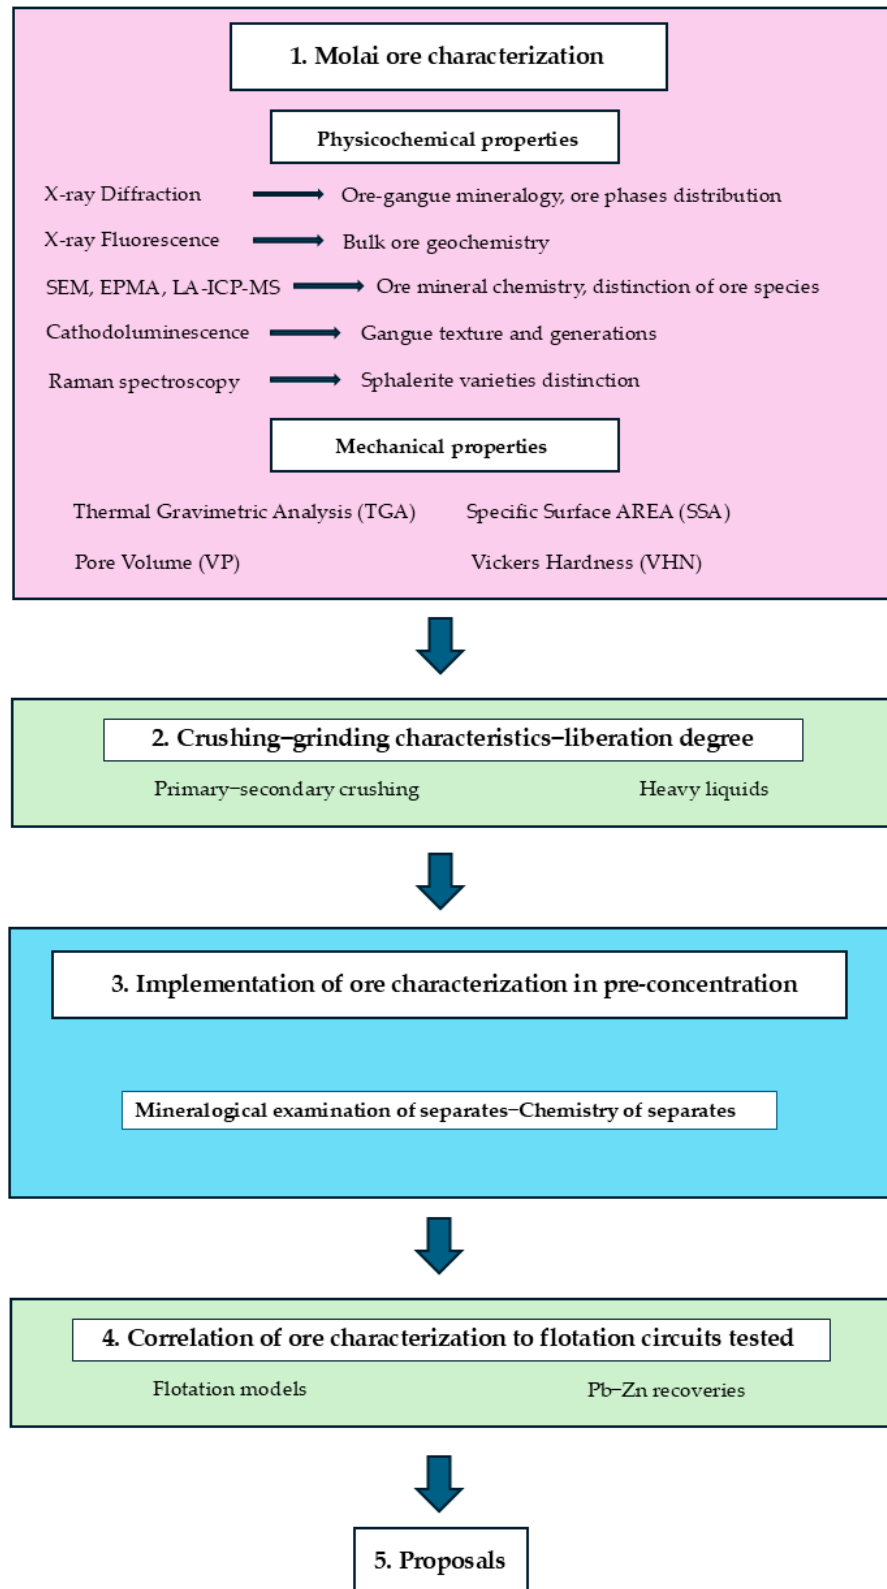 1. Molai ore characterization
Physicochemical properties
X-ray Diffraction
Ore-gangue mineralogy, ore phases distribution
X-ray Fluorescence
Bulk ore geochemistry
SEM, EPMA, LA-ICP-MS
Ore mineral chemistry, distinction of ore species
Cathodoluminescence
Gangue texture and generations
Raman spectroscopy
Sphalerite varieties distinction
Mechanical properties
Thermal Gravimetric Analysis (TGA)
Specific Surface AREA (SSA)
Pore Volume (VP)
Vickers Hardness (VHN)
2. Crushing–grinding characteristics–liberation degree
Primary–secondary crushing
Heavy liquids
3. Implementation of ore characterization in pre-concentration
Mineralogical examination of separates–Chemistry of separates
4. Correlation of ore characterization to flotation circuits tested
Flotation models
Pb–Zn recoveries
5. Proposals